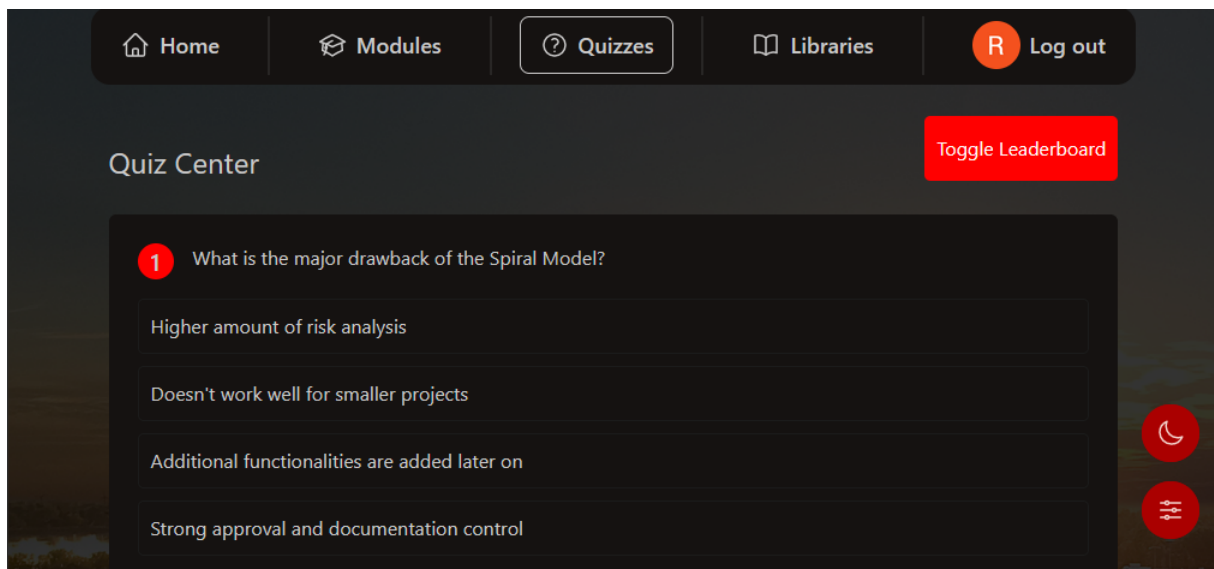 Home
Modules
Quizzes
Libraries
R Log out
Toggle Leaderboard
Quiz Center
1 What is the major drawback of the Spiral Model?
Higher amount of risk analysis
Doesn't work well for smaller projects
Additional functionalities are added later on
Strong approval and documentation control